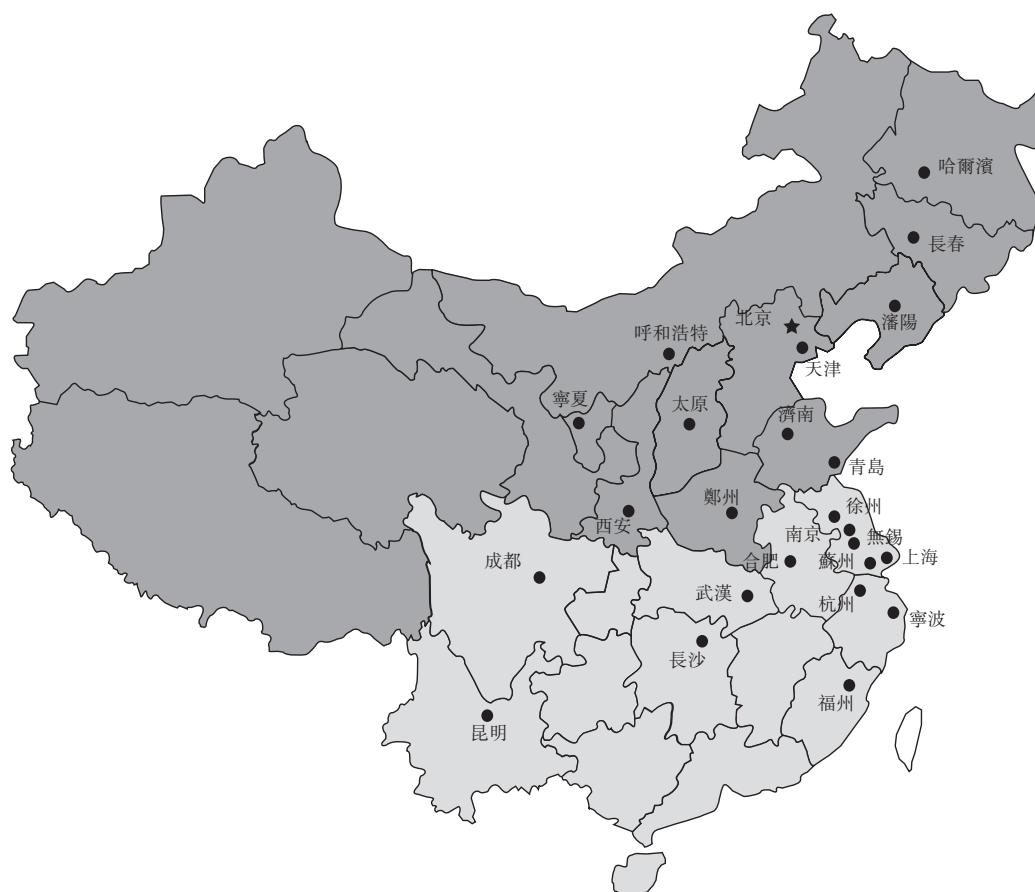 哈爾濱
長春
瀋陽
北京
呼和浩特
天津
寧夏
太原
濟南
青島
鄭州
徐州
西安
南京
無錫
成都
合肥
蘇州
上海
武漢
杭州
寧波
長沙
福州
昆明